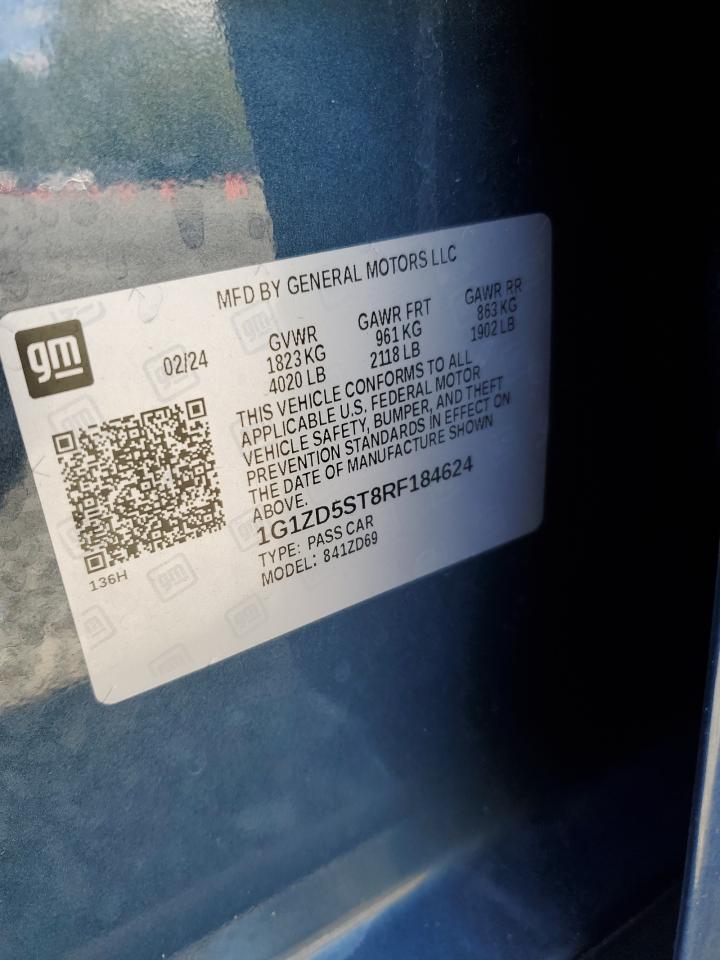 MFD BY GENERAL MOTORS LLC
gm
02/24
GVWR
1823 KG
4020 LB
GAWR FRT
961 KG
2118 LB
GAWR RR
863 KG
1902 LB
THIS VEHICLE CONFORMS TO ALL
APPLICABLE U.S. FEDERAL MOTOR
VEHICLE SAFETY, BUMPER, AND THEFT
PREVENTION STANDARDS IN EFFECT ON
THE DATE OF MANUFACTURE SHOWN
ABOVE.
1G1ZD5ST8RF184624
TYPE: PASS CAR
MODEL: 841ZD69
136H